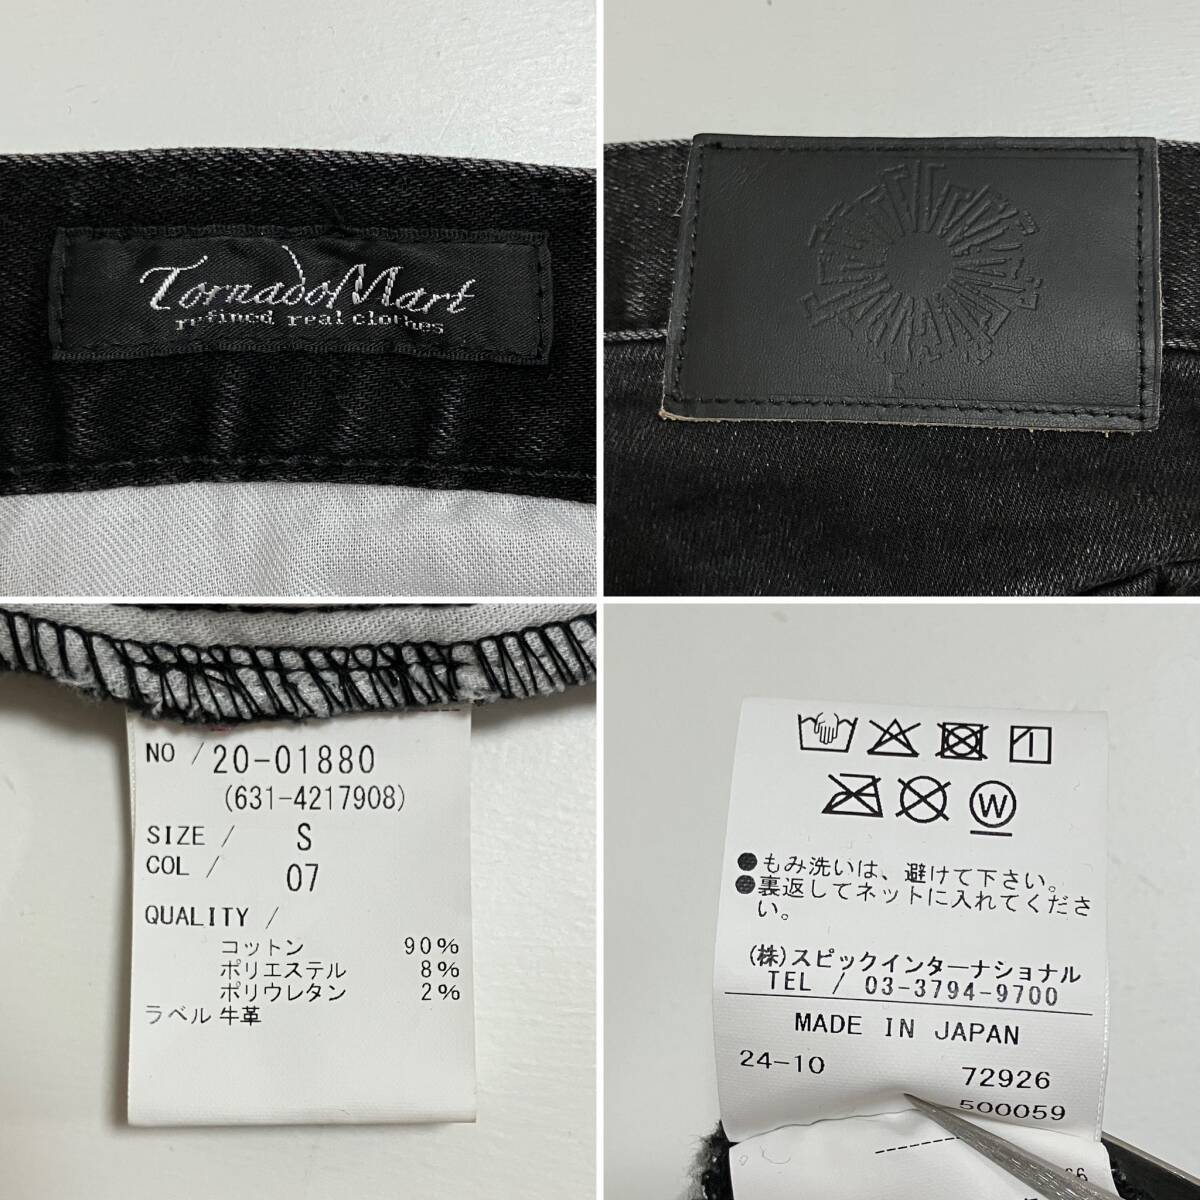 TornadoMart
refined real clothes
NO / 20-01880
(631-4217908)
SIZE / S
COL / 07
QUALITY /
コットン 90%
ポリエステル 8%
ポリウレタン 2%
ラベル 牛革
W
●もみ洗いは、避けて下さい。
●裏返してネットに入れてくださ
い。
(株)スピックインターナショナル
TEL / 03-3794-9700
MADE IN JAPAN
24-10 72926
500059